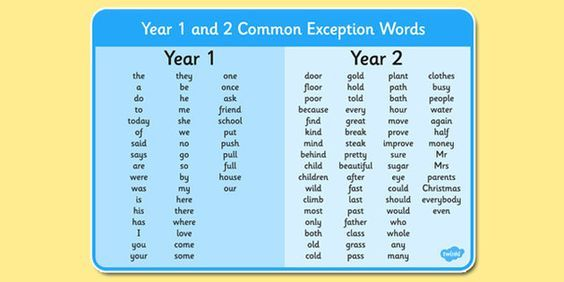 Year 1 and 2 Common Exception Words
Year 1
the
a
do
to
today
of
said
says
are
were
was
is
his
has
I
you
your
they
be
he
me
she
we
no
go
so
by
my
here
there
where
love
come
some
one
once
ask
friend
school
put
push
pull
full
house
our
Year 2
door
floor
poor
because
find
kind
mind
behind
child
children
wild
climb
most
only
both
old
cold
gold
hold
told
every
great
break
steak
pretty
beautiful
after
fast
last
past
father
class
grass
pass
plant
path
bath
hour
move
prove
improve
sure
sugar
eye
could
should
would
who
whole
any
many
clothes
busy
people
water
again
half
money
Mr
Mrs
parents
Christmas
everybody
even
twinkl